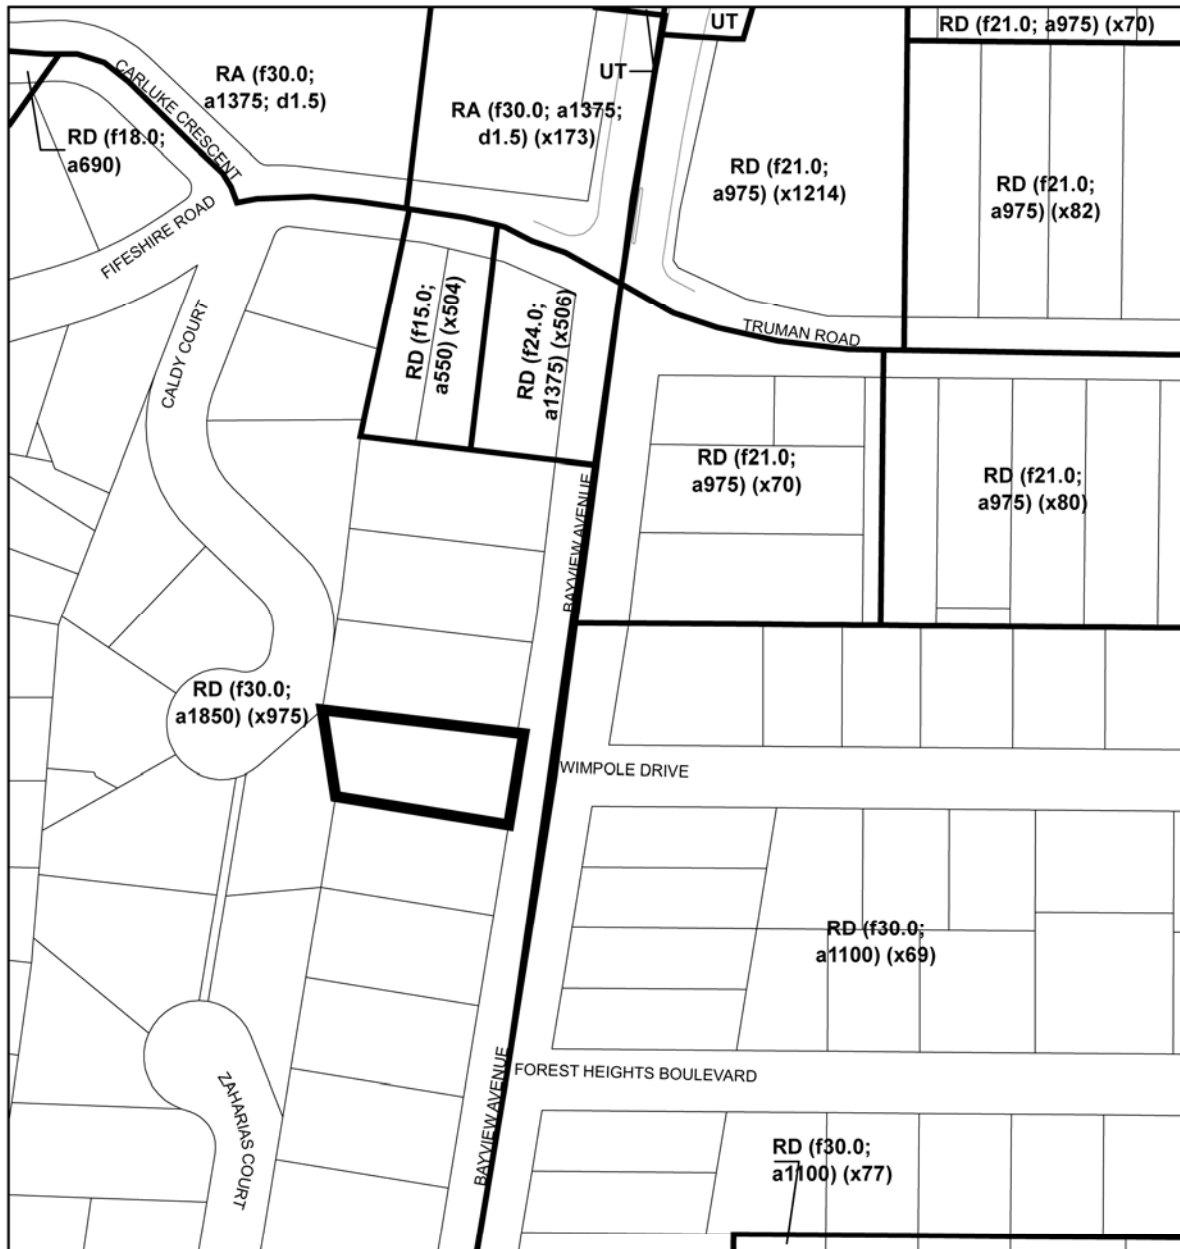 UT
RD (f21.0; a975) (x70)
CARLUKE CRESCENT
RA (f30.0;
a1375; d1.5)
UT
RA (f30.0; a1375;
d1.5) (x173)
RD (f18.0;
a690)
RD (f21.0;
a975) (x1214)
RD (f21.0;
a975) (x82)
FIFESHIRE ROAD
CALDY COURT
RD (f15.0;
a550) (x504)
RD (f24.0;
a1375) (x506)
TRUMAN ROAD
RD (f21.0;
a975) (x70)
RD (f21.0;
a975) (x80)
BAYVIEW AVENUE
RD (f30.0;
a1850) (x975)
WIMPOLE DRIVE
RD (f30.0;
a1100) (x69)
BAYVIEW AVENUE
FOREST HEIGHTS BOULEVARD
ZAHARIAS COURT
RD (f30.0;
a1100) (x77)